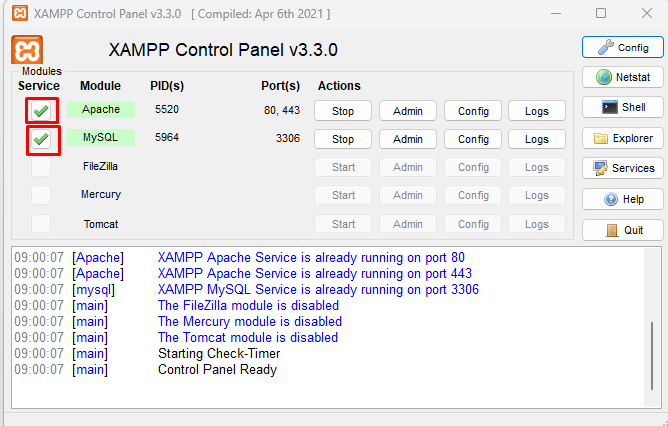 XAMPP Control Panel v3.3.0 [ Compiled: Apr 6th 2021 ]
XAMPP Control Panel v3.3.0
Config
Modules
Service Module PID(s) Port(s) Actions
Netstat
Apache 5520 80, 443 Stop Admin Config Logs
Shell
MySQL 5964 3306 Stop Admin Config Logs
Explorer
FileZilla Start Admin Config Logs
Services
Mercury Start Admin Config Logs
Help
Tomcat Start Admin Config Logs
Quit
09:00:07 [Apache] XAMPP Apache Service is already running on port 80
09:00:07 [Apache] XAMPP Apache Service is already running on port 443
09:00:07 [mysql] XAMPP MySQL Service is already running on port 3306
09:00:07 [main] The FileZilla module is disabled
09:00:07 [main] The Mercury module is disabled
09:00:07 [main] The Tomcat module is disabled
09:00:07 [main] Starting Check-Timer
09:00:07 [main] Control Panel Ready